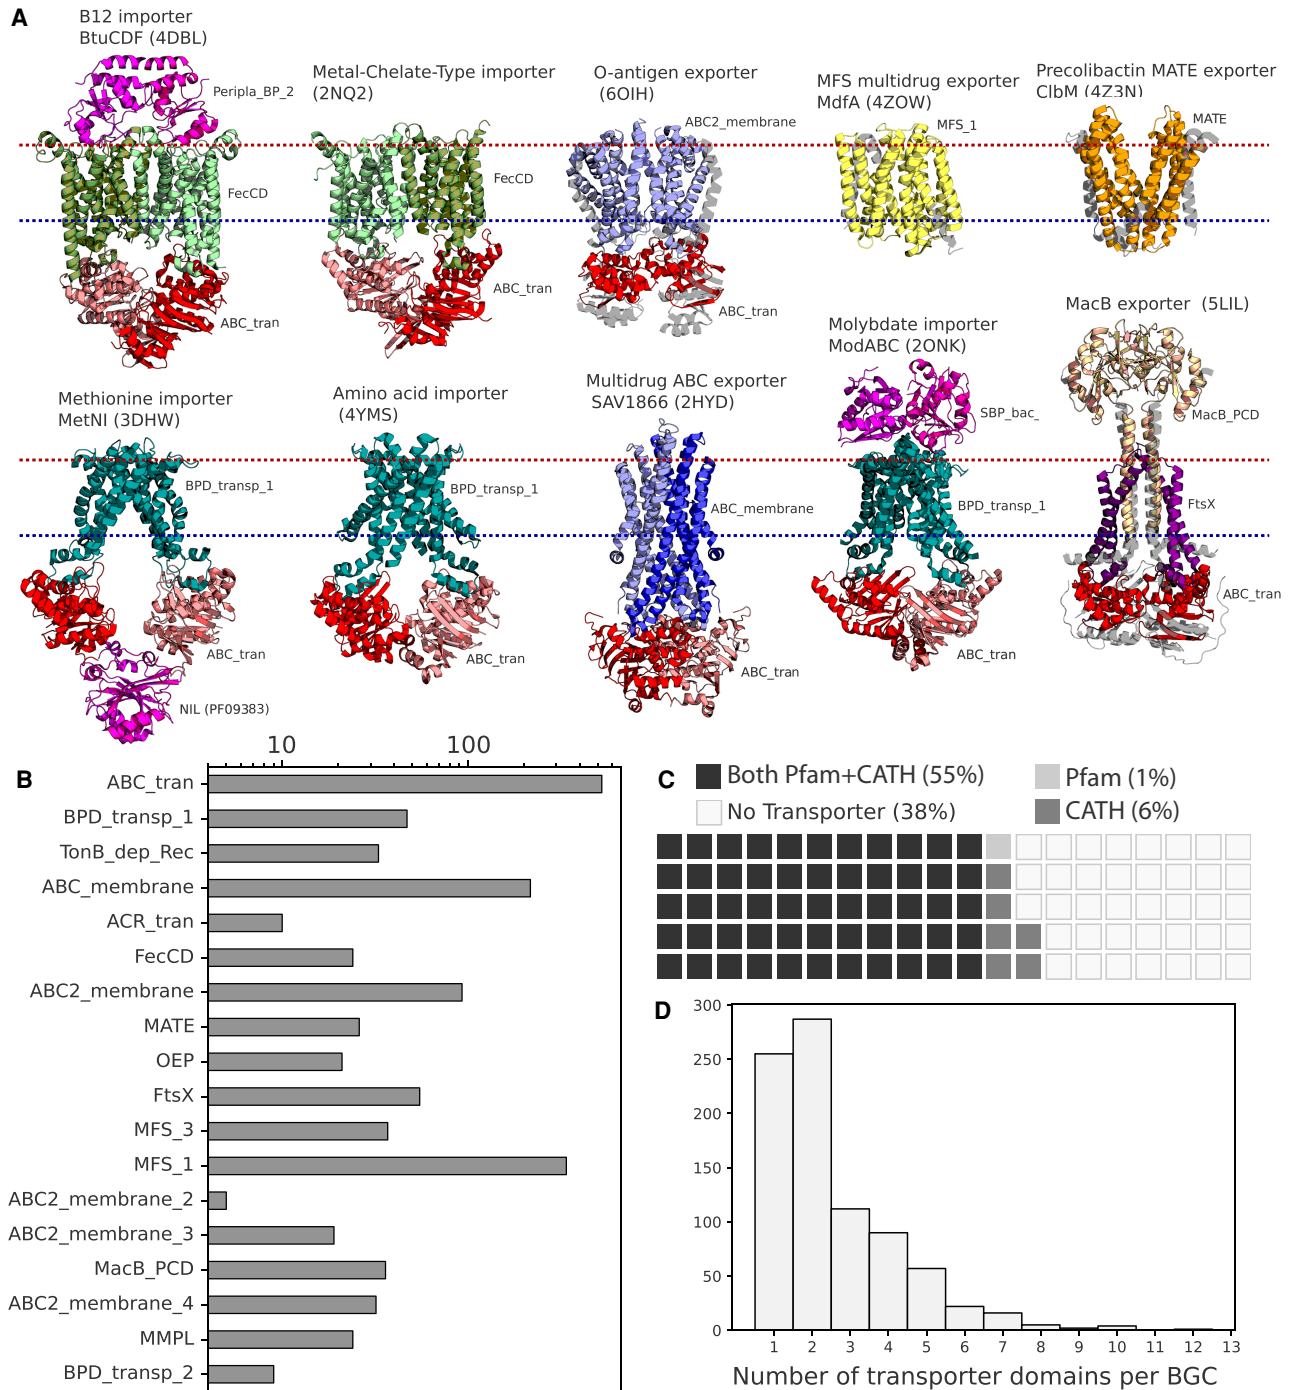 A
B12 importer
BtuCDF (4DBL)
Peripla_BP_2
FecCD
ABC_tran
Metal-Chelate-Type importer
(2NQ2)
FecCD
ABC_tran
O-antigen exporter
(6OIH)
ABC2_membrane
ABC_tran
MFS multidrug exporter
MdfA (4ZOW)
MFS_1
Precolibactin MATE exporter
ClbM (4Z3N)
MATE
Methionine importer
MetNI (3DHW)
BPD_transp_1
ABC_tran
NIL (PF09383)
Amino acid importer
(4YMS)
BPD_transp_1
ABC_tran
Multidrug ABC exporter
SAV1866 (2HYD)
ABC_membrane
ABC_tran
Molybdate importer
ModABC (2ONK)
SBP_bac_
BPD_transp_1
ABC_tran
MacB exporter (5LIL)
MacB_PCD
FtsX
ABC_tran
B
10 100
ABC_tran
BPD_transp_1
TonB_dep_Rec
ABC_membrane
ACR_tran
FecCD
ABC2_membrane
MATE
OEP
FtsX
MFS_3
MFS_1
ABC2_membrane_2
ABC2_membrane_3
MacB_PCD
ABC2_membrane_4
MMPL
BPD_transp_2
C
Both Pfam+CATH (55%)
Pfam (1%)
No Transporter (38%)
CATH (6%)
D
300
250
200
150
100
50
0
1 2 3 4 5 6 7 8 9 10 11 12 13
Number of transporter domains per BGC